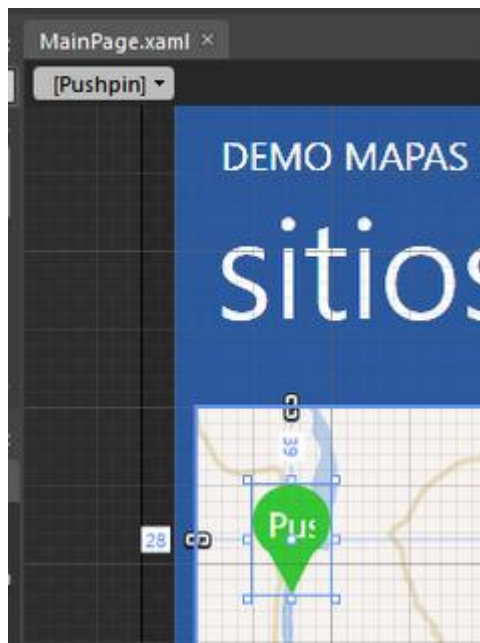 MainPage.xaml ×
[Pushpin]
DEMO MAPAS
sitios
39
28
Pus